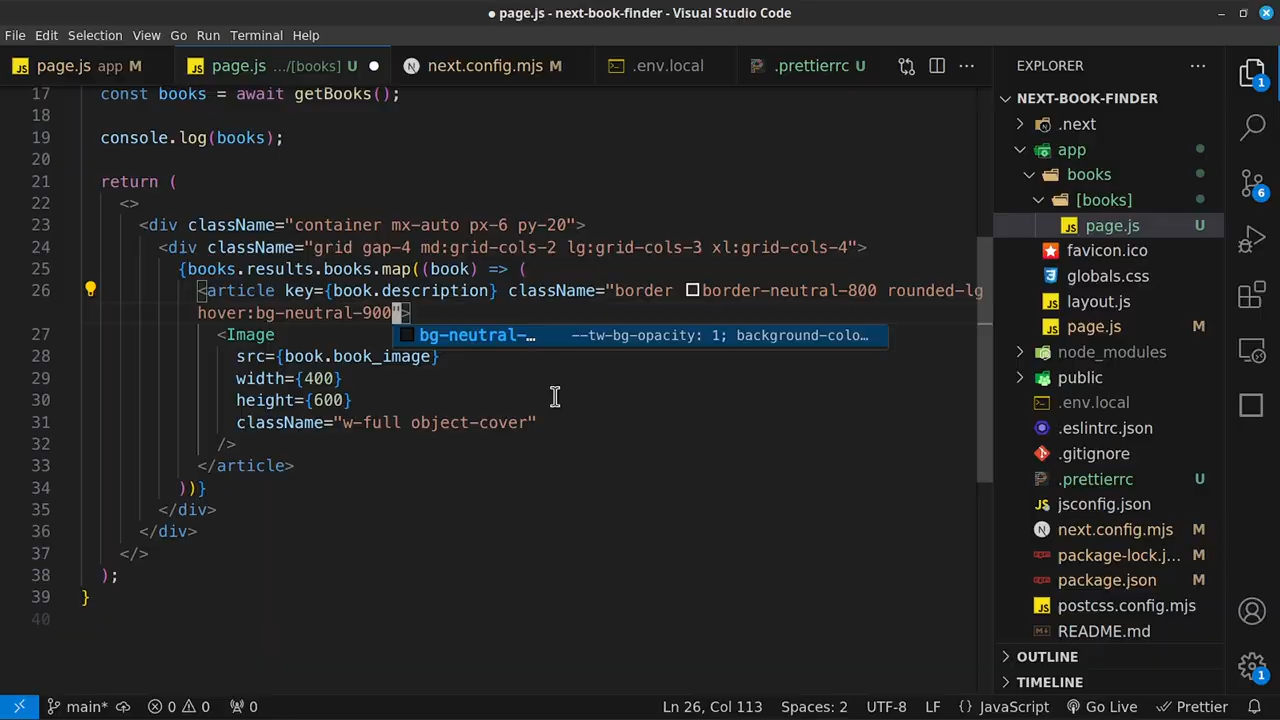 page.js - next-book-finder - Visual Studio Code
File Edit Selection View Go Run Terminal Help
JS page.js app M
JS page.js .../[books] U
N next.config.mjs M
.env.local
.prettierrc U
17 const books = await getBooks();
18
19 console.log(books);
20
21 return (
22 <>
23 <div className="container mx-auto px-6 py-20">
24 <div className="grid gap-4 md:grid-cols-2 lg:grid-cols-3 xl:grid-cols-4">
25 {books.results.books.map((book) => (
26 <article key={book.description} className="border border-neutral-800 rounded-lg
hover:bg-neutral-900">
bg-neutral-… --tw-bg-opacity: 1; background-colo…
27 <Image
28 src={book.book_image}
29 width={400}
30 height={600}
31 className="w-full object-cover"
32 />
33 </article>
34 ))}
35 </div>
36 </div>
37 </>
38 );
39 }
40
EXPLORER
NEXT-BOOK-FINDER
.next
app
books
[books]
JS page.js U
favicon.ico
globals.css
JS layout.js
JS page.js M
node_modules
public
.env.local
.eslintrc.json
.gitignore
.prettierrc U
jsconfig.json
N next.config.mjs M
package-lock.j… M
package.json M
JS postcss.config.mjs
README.md
OUTLINE
TIMELINE
1
6
1
main* 0 0 0
Ln 26, Col 113 Spaces: 2 UTF-8 LF {} JavaScript Go Live Prettier